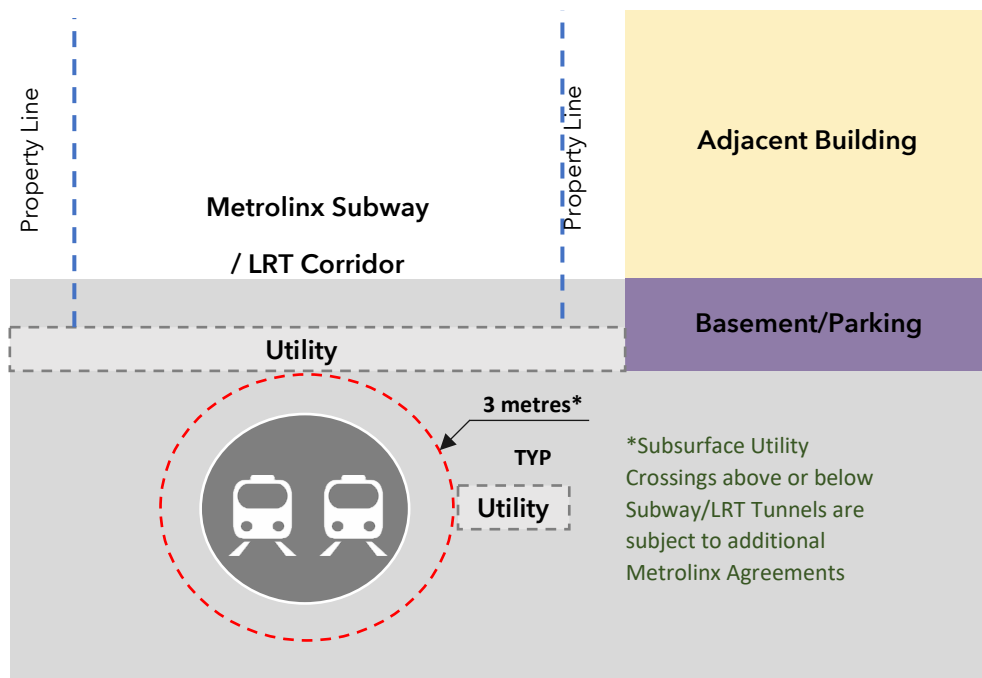 Property Line
Metrolinx Subway
/ LRT Corridor
Property Line
Adjacent Building
Basement/Parking
Utility
3 metres*
TYP
Utility
*Subsurface Utility
Crossings above or below
Subway/LRT Tunnels are
subject to additional
Metrolinx Agreements